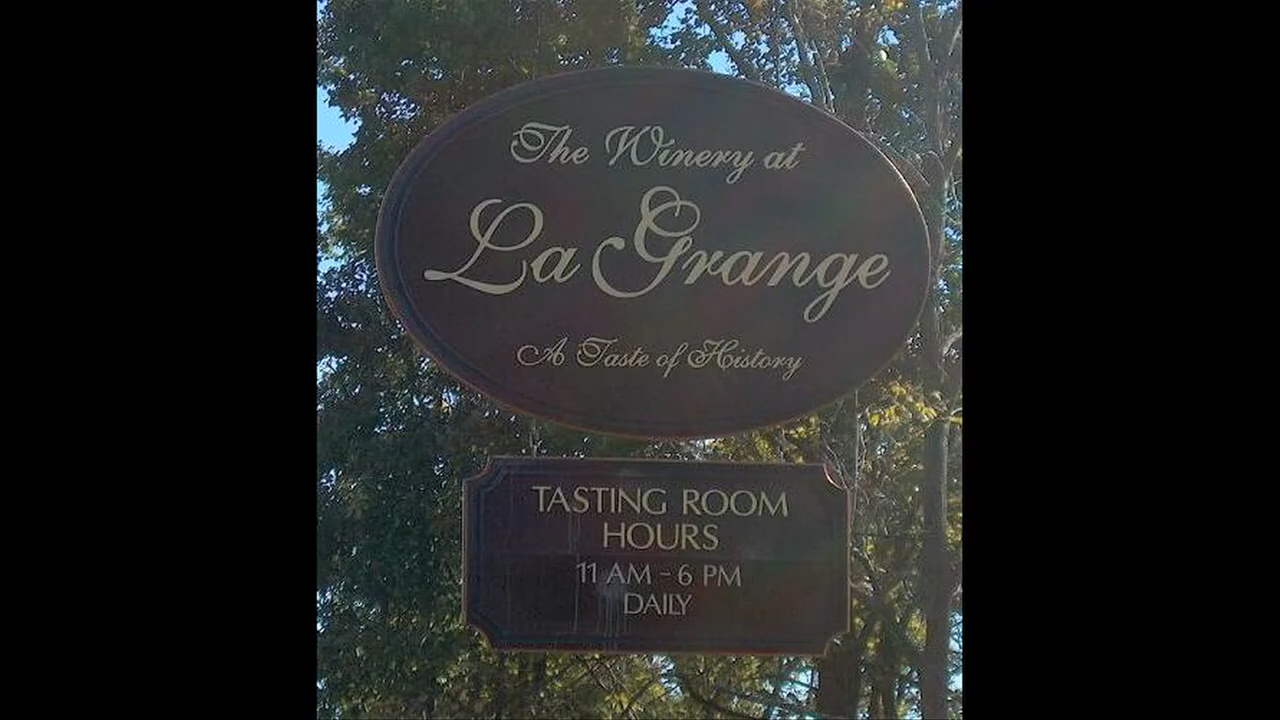 The Winery at
La Grange
A Taste of History
TASTING ROOM
HOURS
11 AM - 6 PM
DAILY